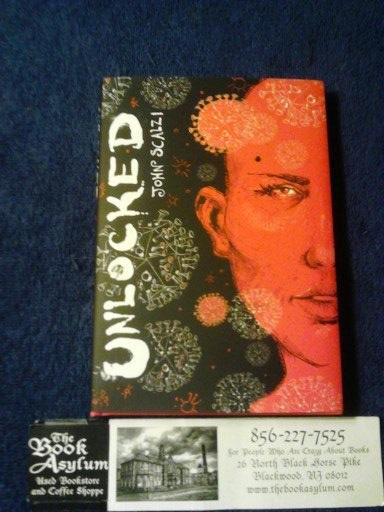 UNLOCKED
JOHN SCALZI
The
Book
Asylum
Used Bookstore
and Coffee Shoppe
856-227-7525
For People Who Are Crazy About Books
26 North Black Horse Pike
Blackwood, NJ 08012
www.thebookasylum.com